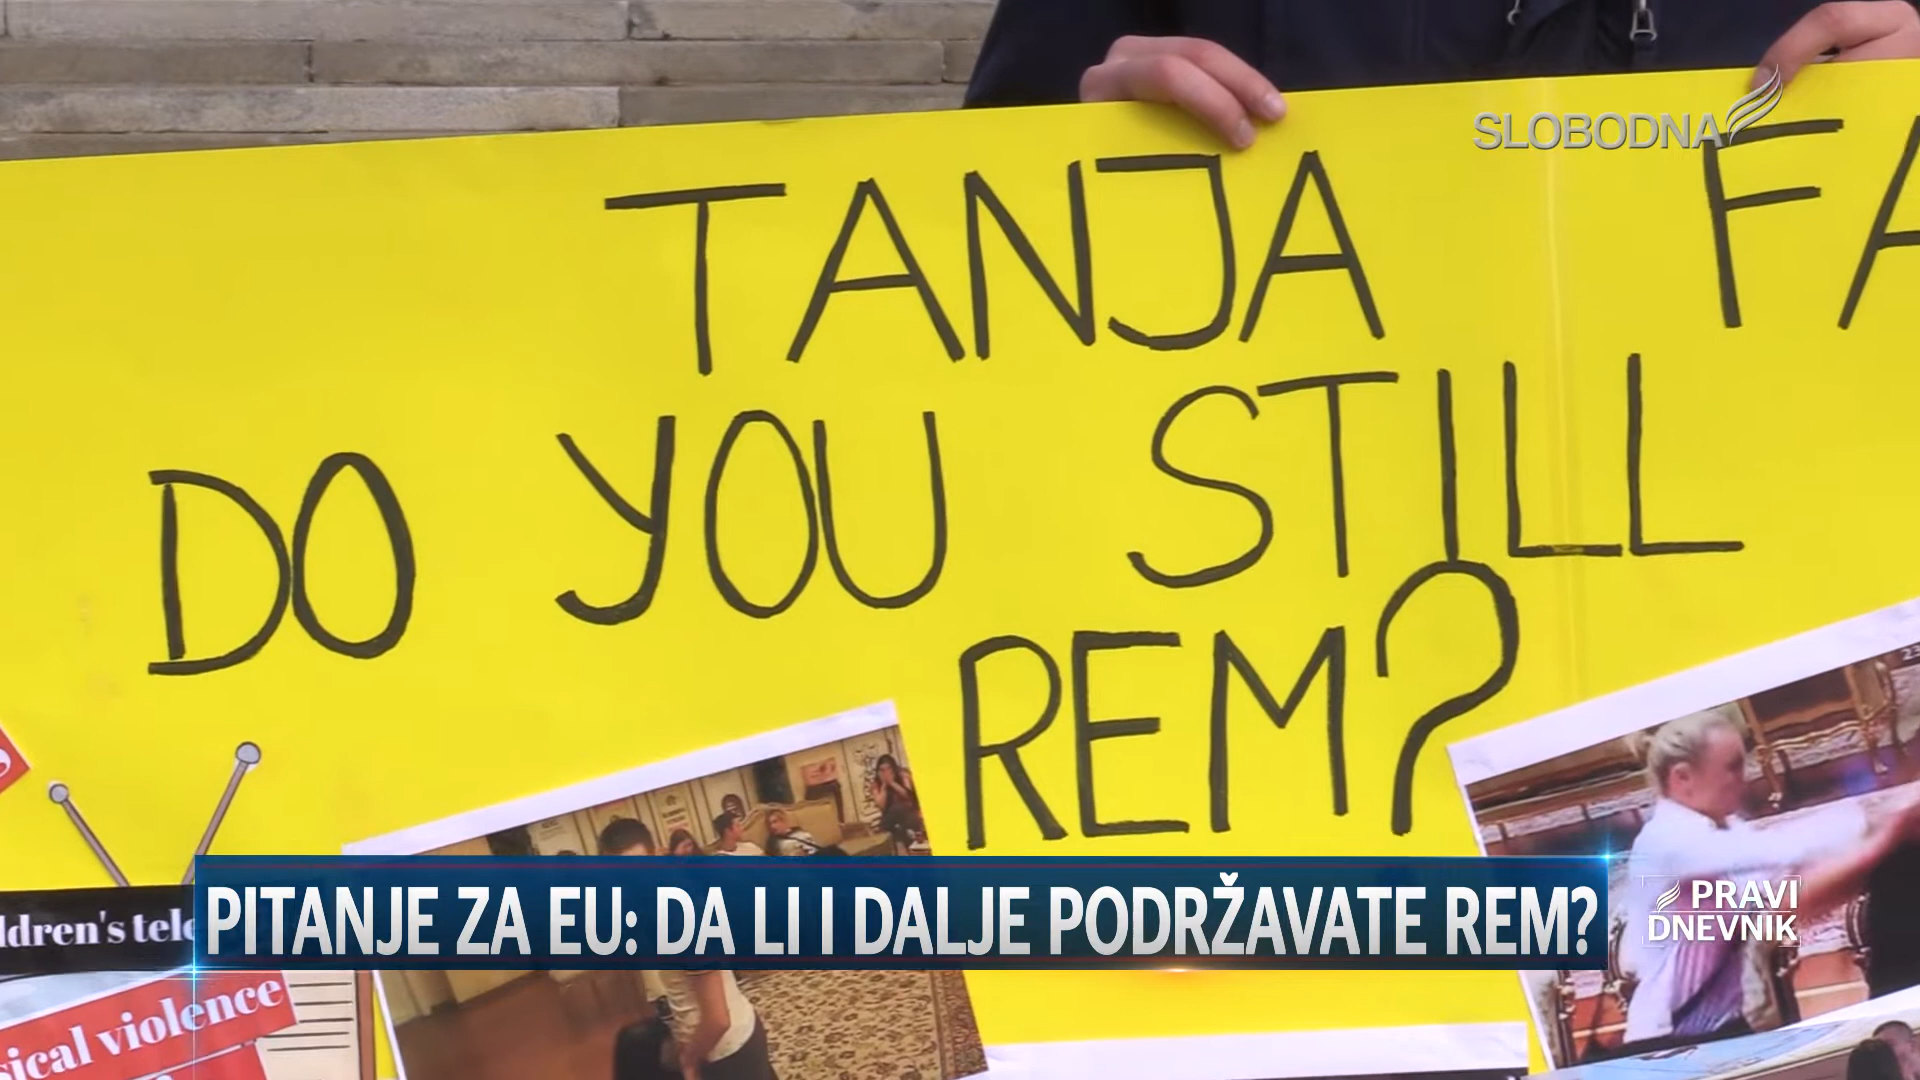 SLOBODNA
TANJA FA
DO YOU STILL
REM?
ldren's tele
PITANJE ZA EU: DA LI I DALJE PODRŽAVATE REM?
PRAVI
DNEVNIK
sical violence